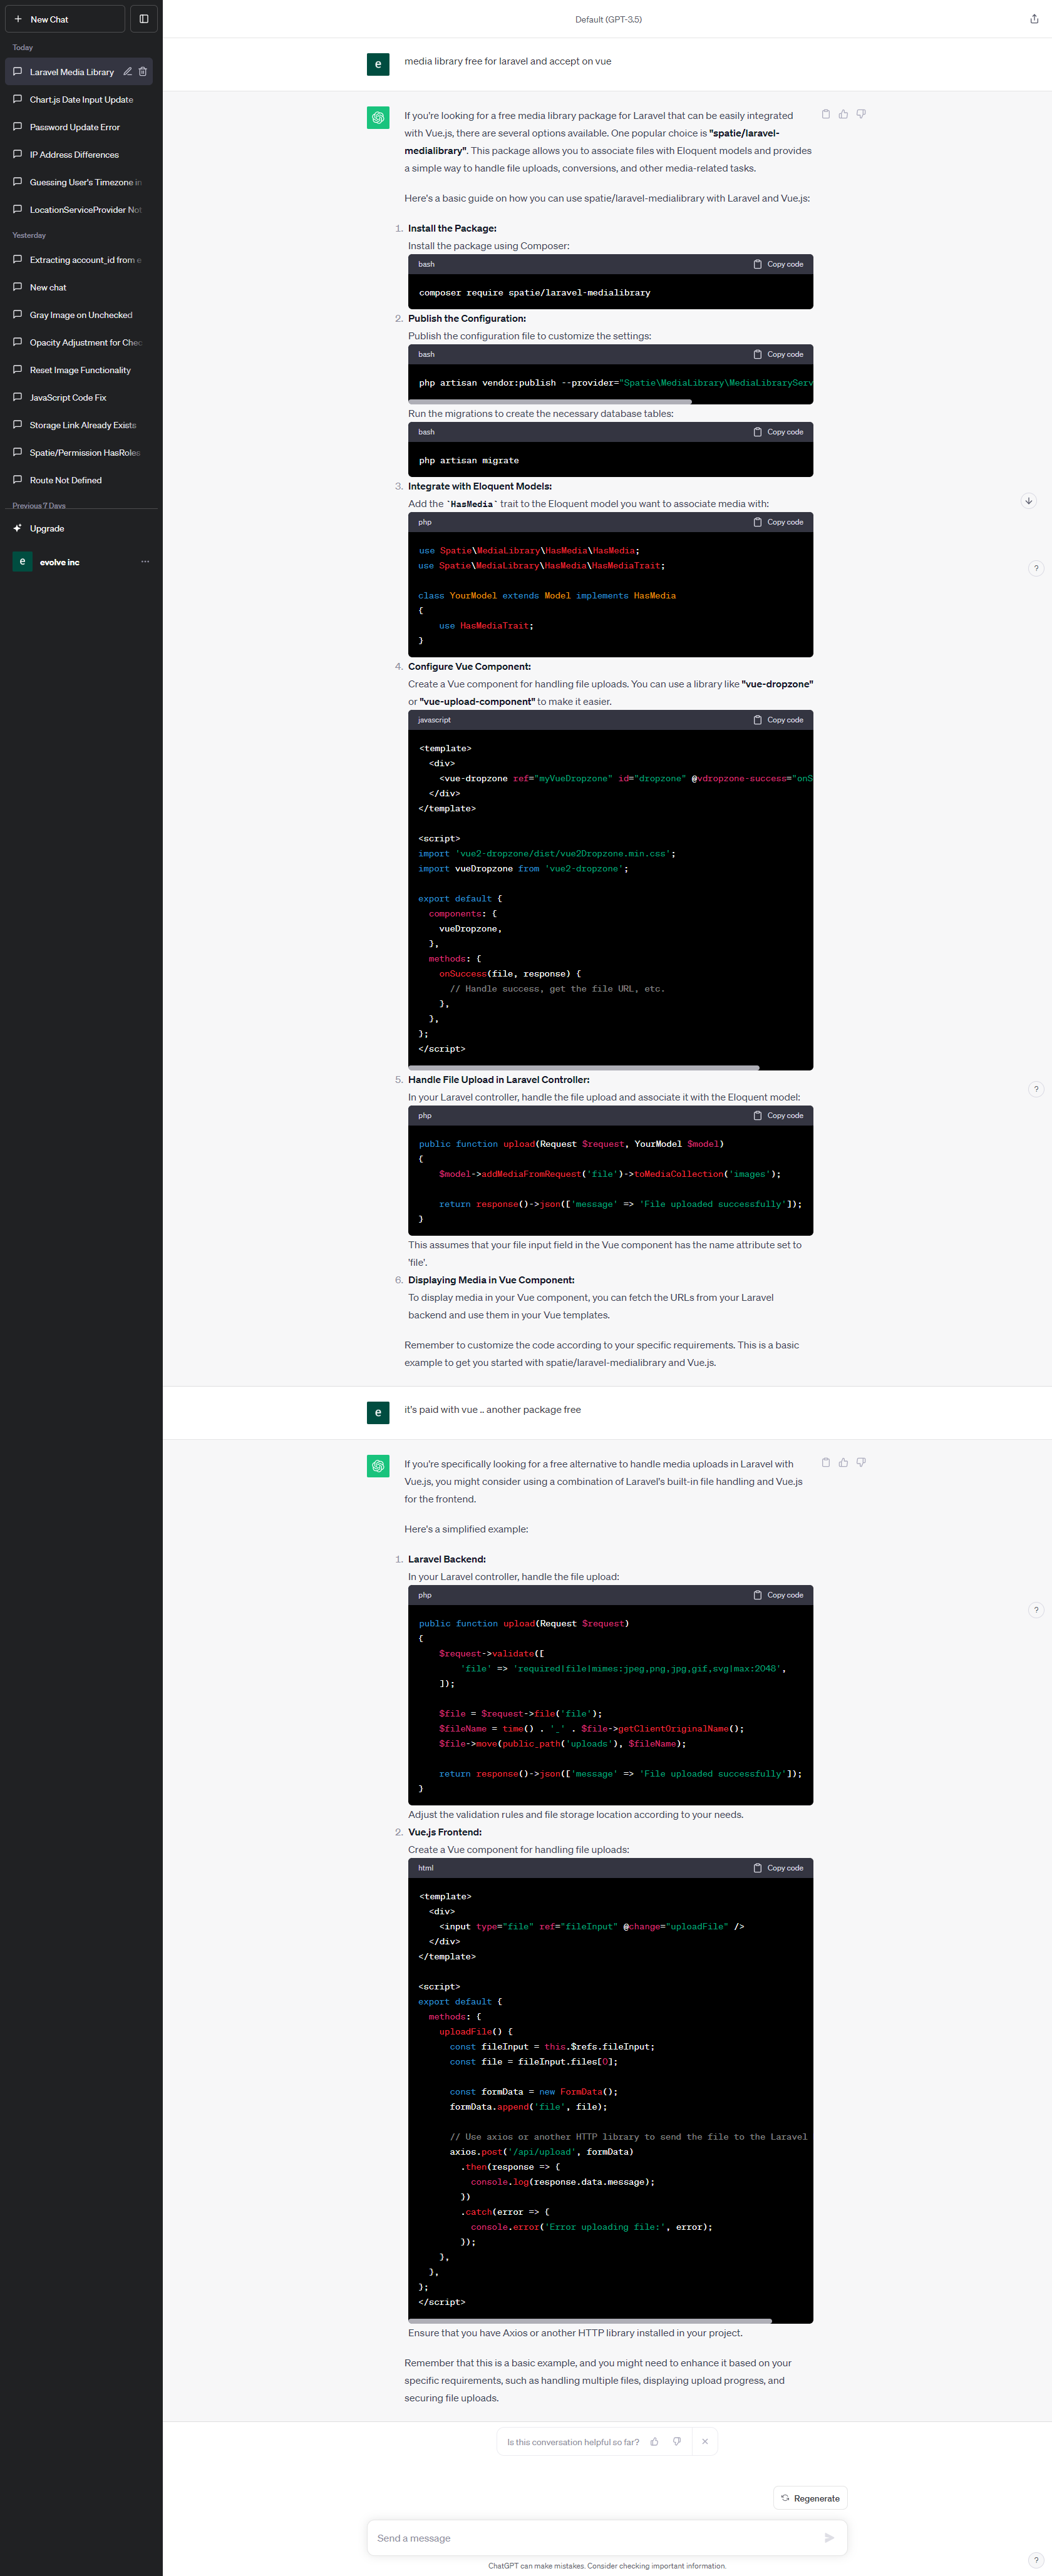 New Chat
Today
Laravel Media Library
Chart.js Date Input Update
Password Update Error
IP Address Differences
Guessing User's Timezone in
LocationServiceProvider Not
Yesterday
Extracting account_id from e
New chat
Gray Image on Unchecked
Opacity Adjustment for Chec
Reset Image Functionality
JavaScript Code Fix
Storage Link Already Exists
Spatie/Permission HasRoles
Route Not Defined
Previous 7 Days
Upgrade
e
evolve inc
Default (GPT-3.5)
e
media library free for laravel and accept on vue
If you're looking for a free media library package for Laravel that can be easily integrated
with Vue.js, there are several options available. One popular choice is "spatie/laravel-
medialibrary". This package allows you to associate files with Eloquent models and provides
a simple way to handle file uploads, conversions, and other media-related tasks.
Here's a basic guide on how you can use spatie/laravel-medialibrary with Laravel and Vue.js:
1. Install the Package:
Install the package using Composer:
bash Copy code
composer require spatie/laravel-medialibrary
2. Publish the Configuration:
Publish the configuration file to customize the settings:
bash Copy code
php artisan vendor:publish --provider="Spatie\MediaLibrary\MediaLibraryServ
Run the migrations to create the necessary database tables:
bash Copy code
php artisan migrate
3. Integrate with Eloquent Models:
Add the `HasMedia` trait to the Eloquent model you want to associate media with:
php Copy code
use Spatie\MediaLibrary\HasMedia\HasMedia;
use Spatie\MediaLibrary\HasMedia\HasMediaTrait;
class YourModel extends Model implements HasMedia
{
use HasMediaTrait;
}
4. Configure Vue Component:
Create a Vue component for handling file uploads. You can use a library like "vue-dropzone"
or "vue-upload-component" to make it easier.
javascript Copy code
<template>
<div>
<vue-dropzone ref="myVueDropzone" id="dropzone" @vdropzone-success="onS
</div>
</template>
<script>
import 'vue2-dropzone/dist/vue2Dropzone.min.css';
import vueDropzone from 'vue2-dropzone';
export default {
components: {
vueDropzone,
},
methods: {
onSuccess(file, response) {
// Handle success, get the file URL, etc.
},
},
};
</script>
5. Handle File Upload in Laravel Controller:
In your Laravel controller, handle the file upload and associate it with the Eloquent model:
php Copy code
public function upload(Request $request, YourModel $model)
{
$model->addMediaFromRequest('file')->toMediaCollection('images');
return response()->json(['message' => 'File uploaded successfully']);
}
This assumes that your file input field in the Vue component has the name attribute set to
'file'.
6. Displaying Media in Vue Component:
To display media in your Vue component, you can fetch the URLs from your Laravel
backend and use them in your Vue templates.
Remember to customize the code according to your specific requirements. This is a basic
example to get you started with spatie/laravel-medialibrary and Vue.js.
e
it's paid with vue .. another package free
If you're specifically looking for a free alternative to handle media uploads in Laravel with
Vue.js, you might consider using a combination of Laravel's built-in file handling and Vue.js
for the frontend.
Here's a simplified example:
1. Laravel Backend:
In your Laravel controller, handle the file upload:
php Copy code
public function upload(Request $request)
{
$request->validate([
'file' => 'required|file|mimes:jpeg,png,jpg,gif,svg|max:2048',
]);
$file = $request->file('file');
$fileName = time() . '_' . $file->getClientOriginalName();
$file->move(public_path('uploads'), $fileName);
return response()->json(['message' => 'File uploaded successfully']);
}
Adjust the validation rules and file storage location according to your needs.
2. Vue.js Frontend:
Create a Vue component for handling file uploads:
html Copy code
<template>
<div>
<input type="file" ref="fileInput" @change="uploadFile" />
</div>
</template>
<script>
export default {
methods: {
uploadFile() {
const fileInput = this.$refs.fileInput;
const file = fileInput.files[0];
const formData = new FormData();
formData.append('file', file);
// Use axios or another HTTP library to send the file to the Laravel
axios.post('/api/upload', formData)
.then(response => {
console.log(response.data.message);
})
.catch(error => {
console.error('Error uploading file:', error);
});
},
},
};
</script>
Ensure that you have Axios or another HTTP library installed in your project.
Remember that this is a basic example, and you might need to enhance it based on your
specific requirements, such as handling multiple files, displaying upload progress, and
securing file uploads.
Is this conversation helpful so far?
Regenerate
Send a message
ChatGPT can make mistakes. Consider checking important information.
?
?
?
?